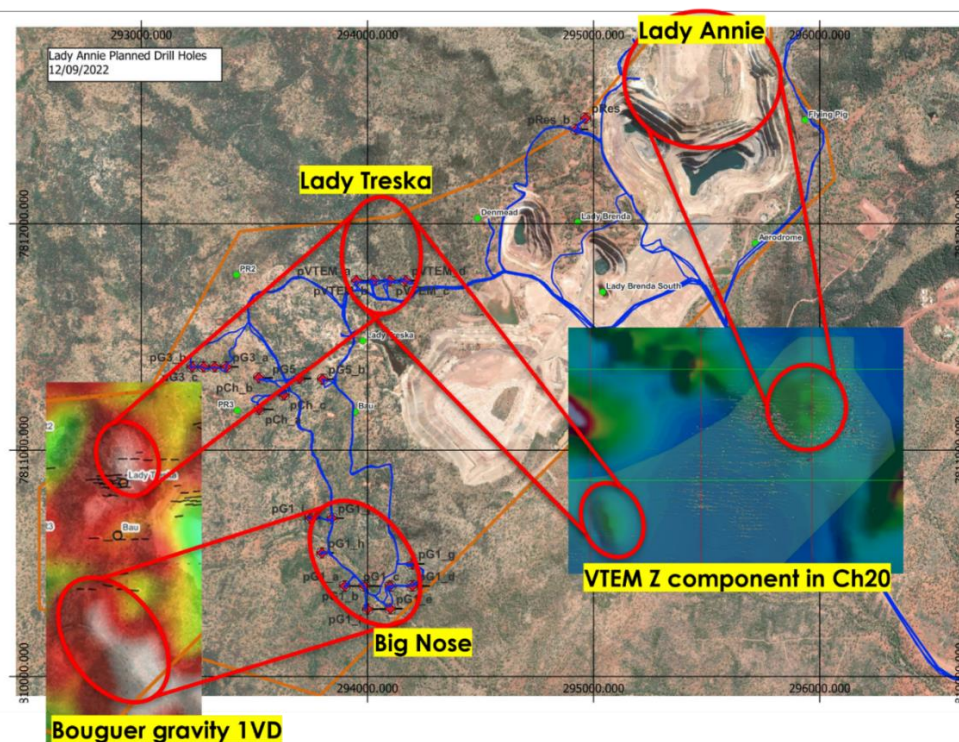 293000.000
294000.000
295000.000
296000.000
Lady Annie Planned Drill Holes
12/09/2022
Lady Annie
pRes_b
pRes
Flying Pig
Lady Treska
Denmead
Lady Brenda
7812000.000
Aerodrome
PR2
pVTEM_a
pVTEM_d
pVTEM_c
Lady Brenda South
Lady Treska
pG3_b
pG3_a
pG3_c
pG5
pG5_b
pCh_b
pCh_c
PR3
pCh
Bau
7811000.000
Lady Treska
Bau
pG1_h
pG1_g
pG1_a
pG1_c
pG1_d
pG1_b
VTEM Z component in Ch20
Big Nose
294000.000
295000.000
296000.000
Bouguer gravity 1VD